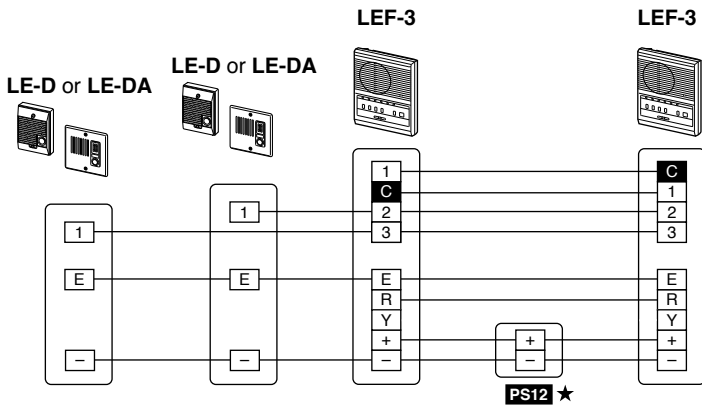 LEF-3
LEF-3
LE-D or LE-DA
LE-D or LE-DA
1 C
C 1
1 2 2
1 3 3
E E E E
R R
Y Y
+ + +
– – – – –
PS12 ★